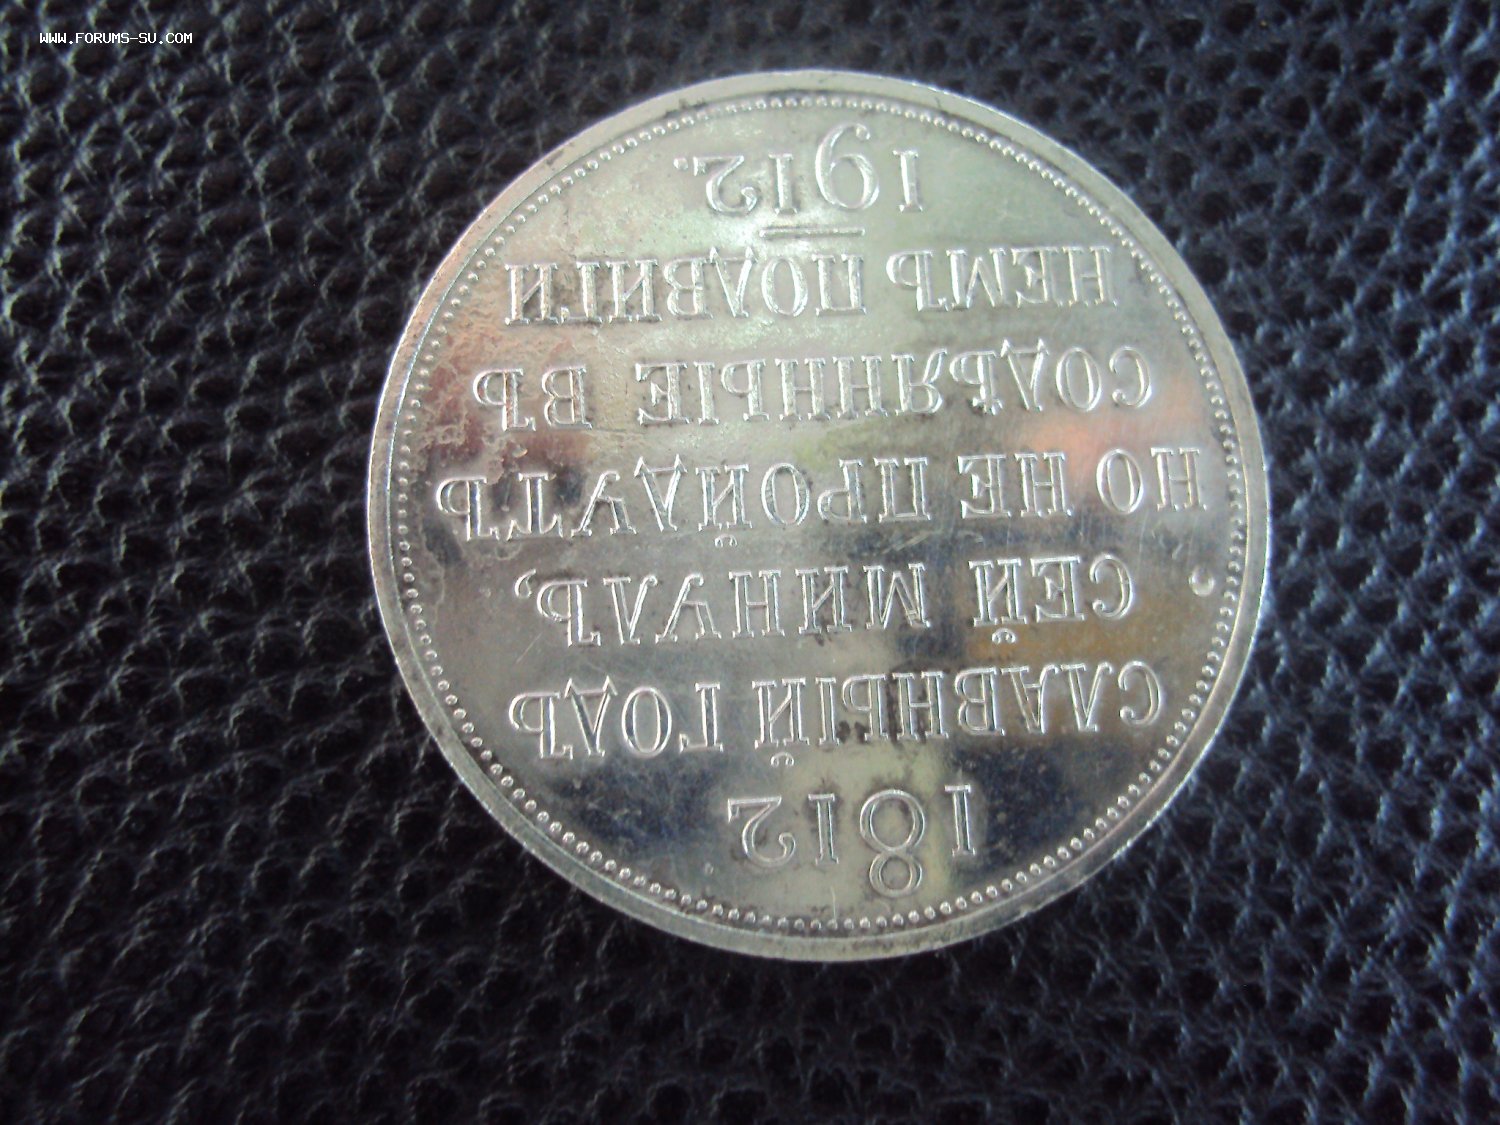 WWW.FORUMS-SU.COM
1812
СЛАВНЫЙ ГОДЪ
СЕЙ МИНУЛЪ,
НО НЕ ПРОЙДУТЪ
СОДѢЯННЫЕ ВЪ
НЕМЪ ПОДВИГИ
1912.